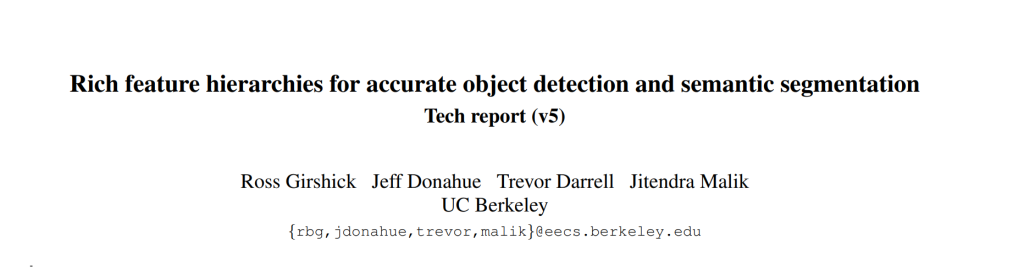 Rich feature hierarchies for accurate object detection and semantic segmentation
Tech report (v5)
Ross Girshick Jeff Donahue Trevor Darrell Jitendra Malik
UC Berkeley
{rbg,jdonahue,trevor,malik}@eecs.berkeley.edu